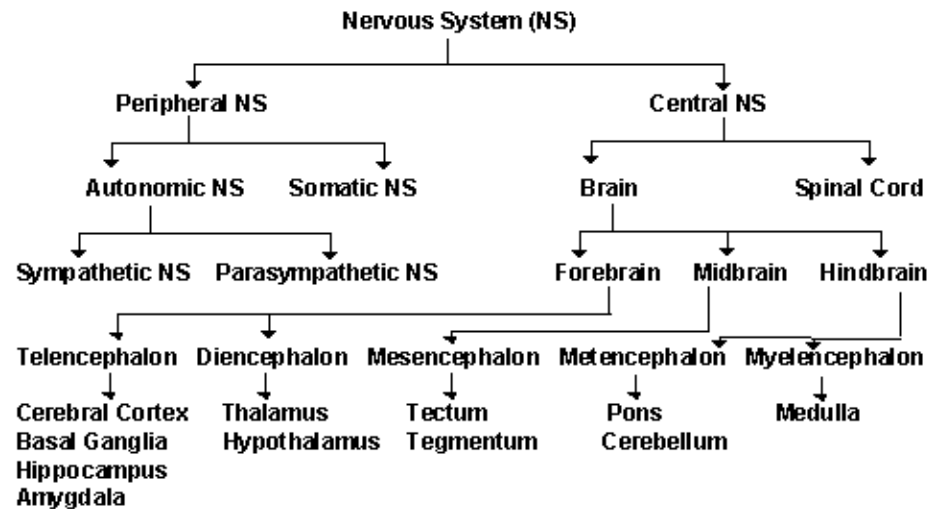 Nervous System (NS)
Peripheral NS
Central NS
Autonomic NS
Somatic NS
Brain
Spinal Cord
Sympathetic NS
Parasympathetic NS
Forebrain
Midbrain
Hindbrain
Telencephalon
Diencephalon
Mesencephalon
Metencephalon
Myelencephalon
Cerebral Cortex
Basal Ganglia
Hippocampus
Amygdala
Thalamus
Hypothalamus
Tectum
Tegmentum
Pons
Cerebellum
Medulla